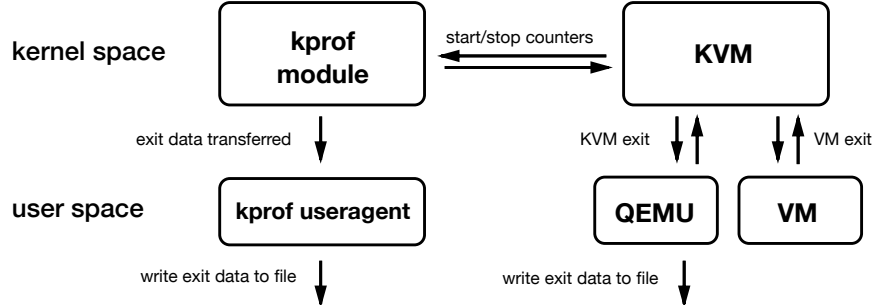 kernel space
kprof
module
start/stop counters
KVM
exit data transferred
KVM exit
VM exit
user space
kprof useragent
QEMU
VM
write exit data to file
write exit data to file